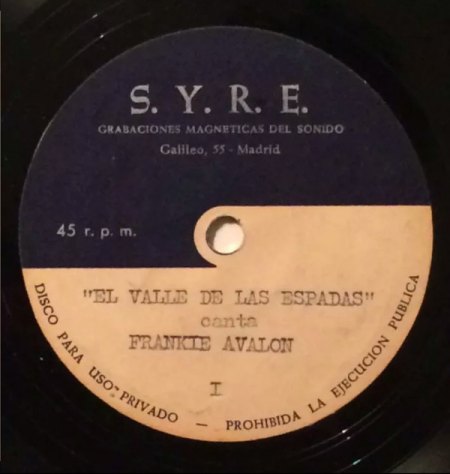 S. Y. R. E.
GRABACIONES MAGNETICAS DEL SONIDO
Galileo, 55 - Madrid
45 r. p. m.
"EL VALLE DE LAS ESPADAS"
canta
FRANKIE AVALON
I
DISCO PARA USO PRIVADO - PROHIBIDA LA EJECUCION PUBLICA